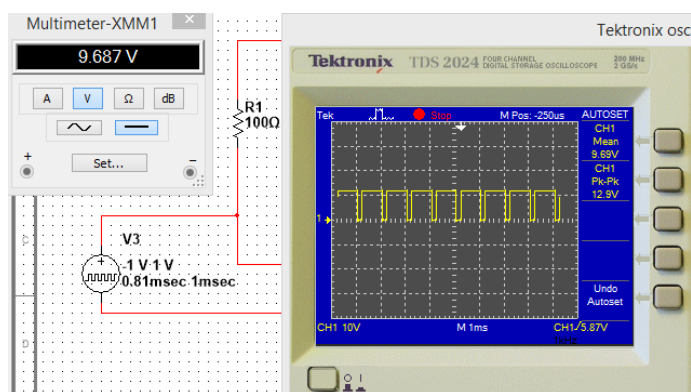 Multimeter-XMM1
×
9.687 V
A V Ω dB
+
Set...
–
R1
100Ω
V3
+
-1 V 1 V
0.81msec 1msec
C
D
Tektronix osc
Tektronix TDS 2024 FOUR CHANNEL
DIGITAL STORAGE OSCILLOSCOPE
200 MHz
2 GS/s
Tek Stop M Pos: -250us AUTOSET
CH1
Mean
9.69V
CH1
Pk-Pk
12.9V
1
Undo
Autoset
CH1 10V M 1ms CH1 5.87V